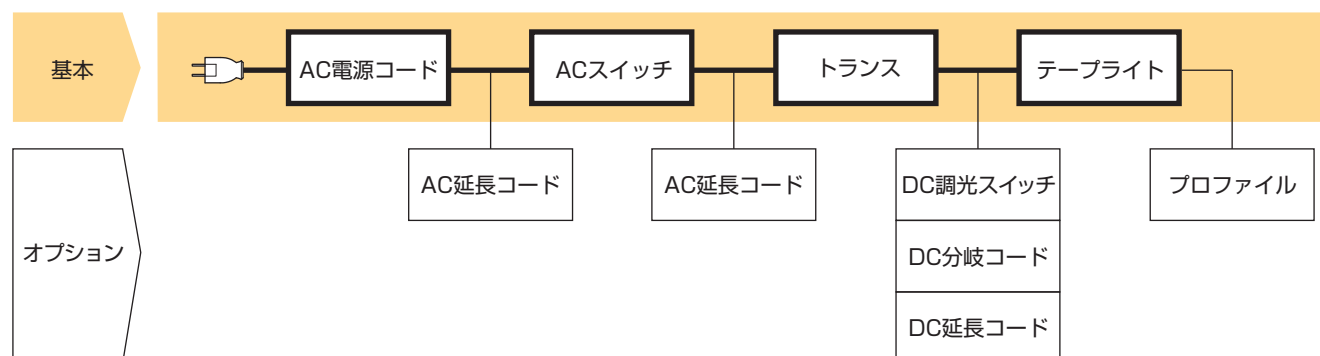 基本
AC電源コード
ACスイッチ
トランス
テープライト
オプション
AC延長コード
AC延長コード
DC調光スイッチ
DC分岐コード
DC延長コード
プロファイル